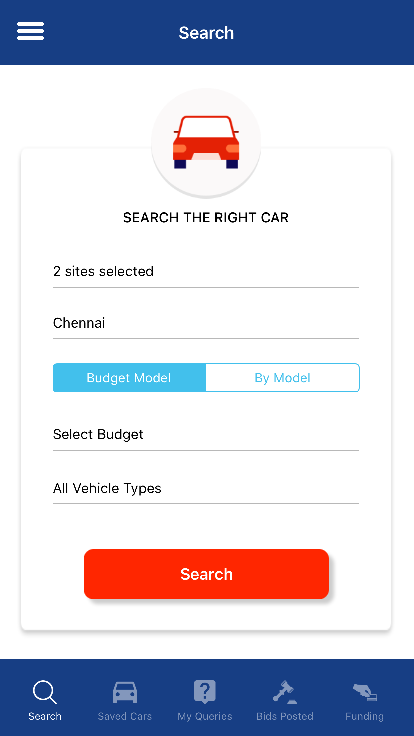 Search
SEARCH THE RIGHT CAR
2 sites selected
Chennai
Budget Model By Model
Select Budget
All Vehicle Types
Search
Search Saved Cars My Queries Bids Posted Funding